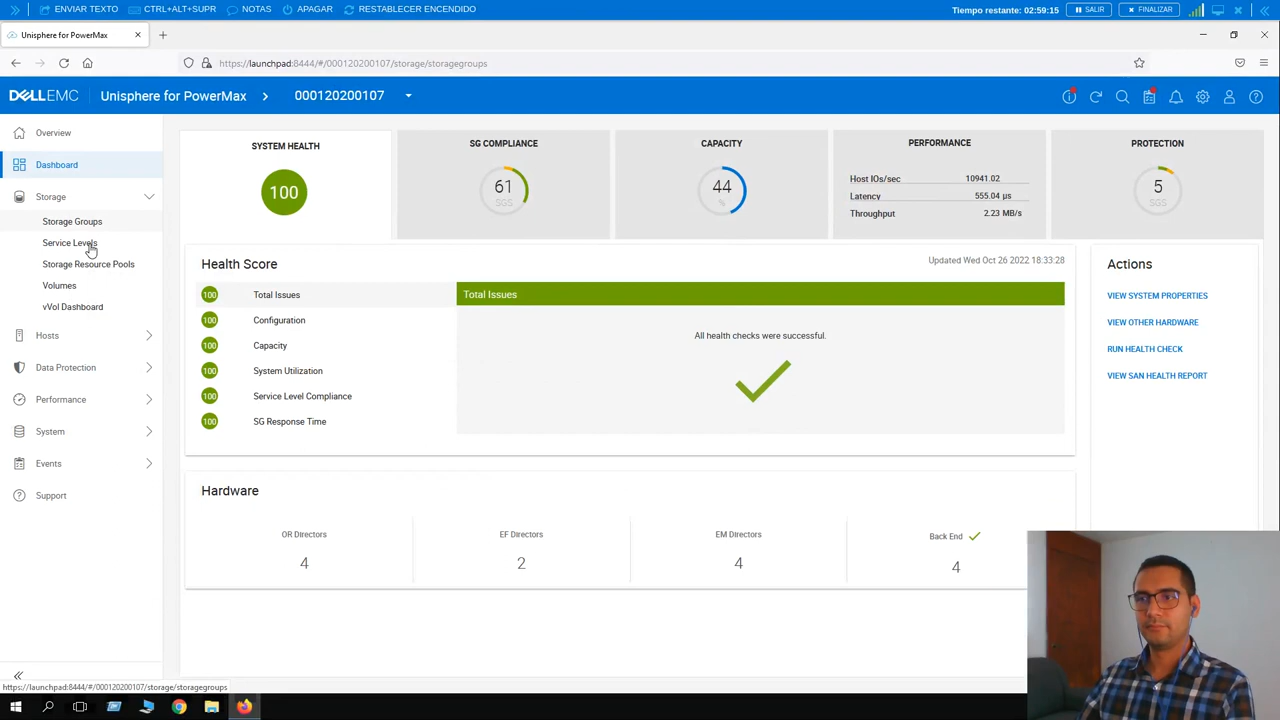 ENVIAR TEXTO CTRL+ALT+SUPR NOTAS APAGAR RESTABLECER ENCENDIDO Tiempo restante: 02:59:15 SALIR FINALIZAR
Unisphere for PowerMax
https://launchpad:8444/#/000120200107/storage/storagegroups
DELLEMC Unisphere for PowerMax 000120200107
Overview
Dashboard
Storage
Storage Groups
Service Levels
Storage Resource Pools
Volumes
vVol Dashboard
Hosts
Data Protection
Performance
System
Events
Support
SYSTEM HEALTH
100
SG COMPLIANCE
61
SGS
CAPACITY
44
%
PERFORMANCE
Host IOs/sec 10941.02
Latency 555.04 µs
Throughput 2.23 MB/s
PROTECTION
5
SGS
Health Score
Updated Wed Oct 26 2022 18:33:28
100 Total Issues
100 Configuration
100 Capacity
100 System Utilization
100 Service Level Compliance
100 SG Response Time
Total Issues
All health checks were successful.
Actions
VIEW SYSTEM PROPERTIES
VIEW OTHER HARDWARE
RUN HEALTH CHECK
VIEW SAN HEALTH REPORT
Hardware
OR Directors
4
EF Directors
2
EM Directors
4
Back End
4
https://launchpad:8444/#/000120200107/storage/storagegroups